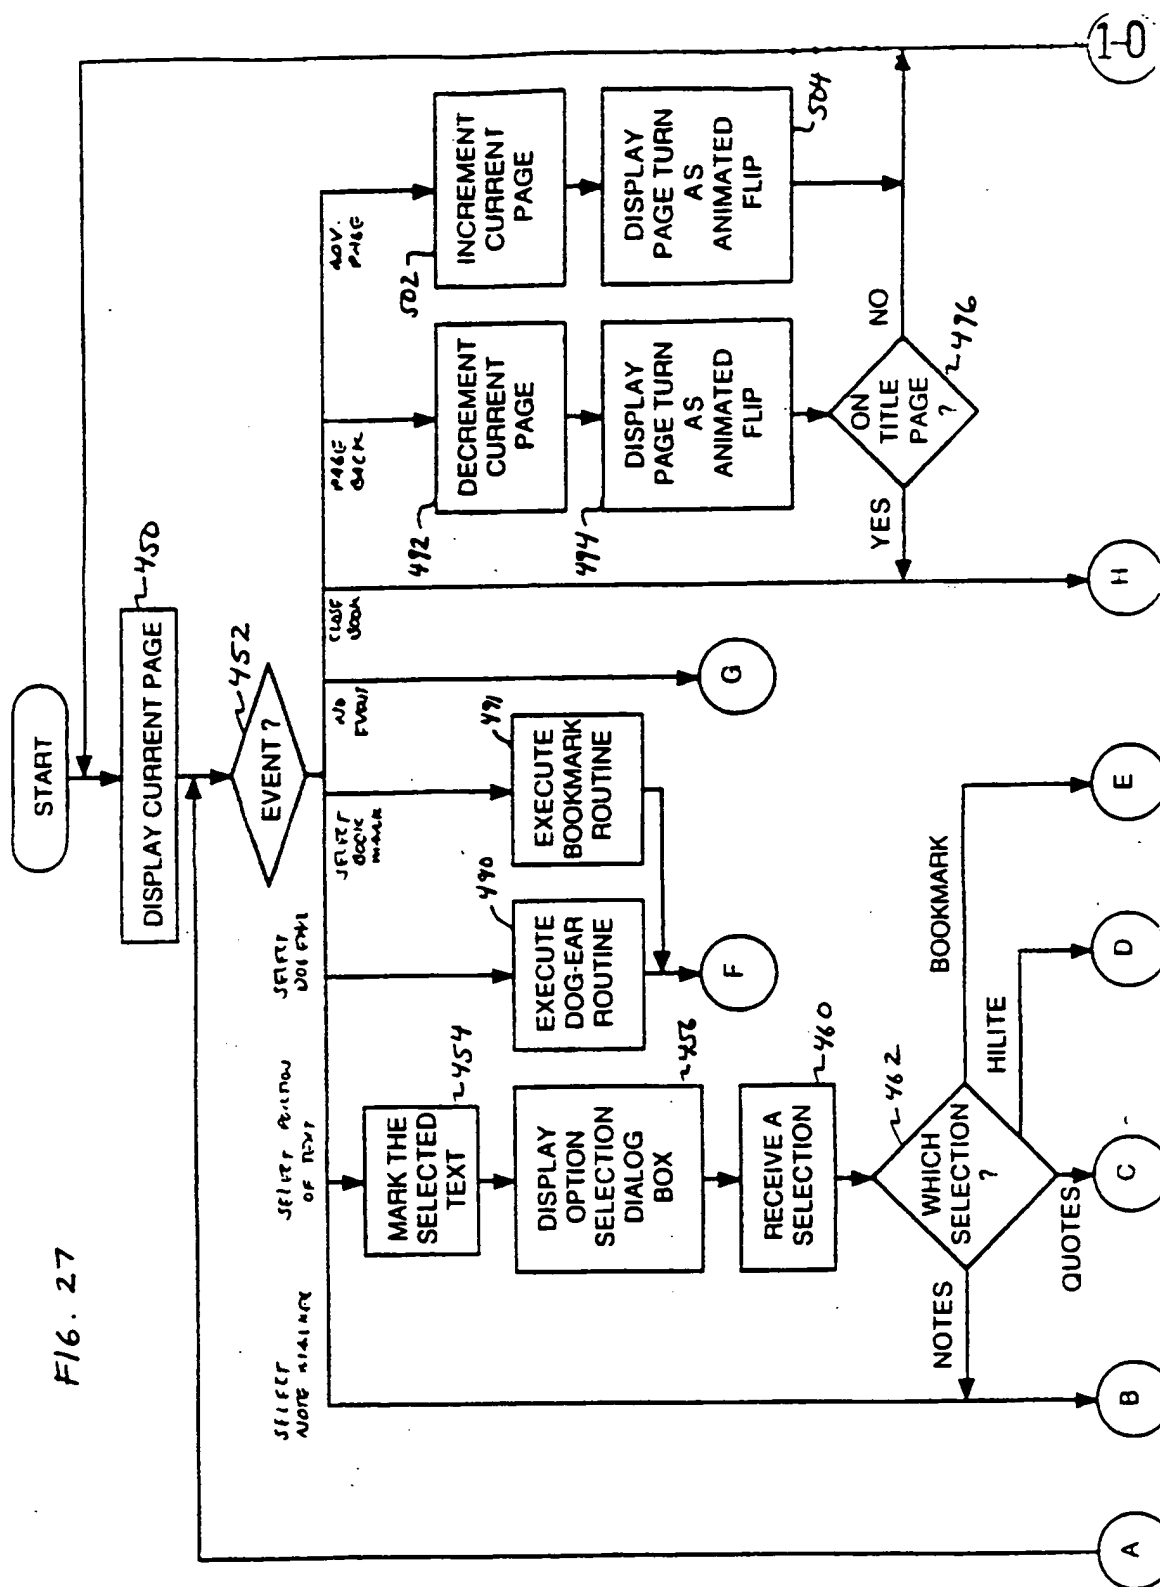 FIG. 27
START
DISPLAY CURRENT PAGE
450
EVENT?
452
SELECT
NOTE
SELECT PORTION
OF TEXT
SELECT
DOG EAR
SELECT
BOOK
MARK
NO
EVENT
CLOSE
BOOK
PAGE
BACK
ADV.
PAGE
MARK THE
SELECTED
TEXT
454
DISPLAY
OPTION
SELECTION
DIALOG
BOX
RECEIVE A
SELECTION
460
WHICH
SELECTION
?
462
NOTES
QUOTES
HILITE
BOOKMARK
EXECUTE
DOG-EAR
ROUTINE
490
EXECUTE
BOOKMARK
ROUTINE
491
DECREMENT
CURRENT
PAGE
492
DISPLAY
PAGE TURN
AS
ANIMATED
FLIP
494
ON
TITLE
PAGE
?
496
YES
NO
INCREMENT
CURRENT
PAGE
502
DISPLAY
PAGE TURN
AS
ANIMATED
FLIP
504
A
B
C
D
E
F
G
H
1-0